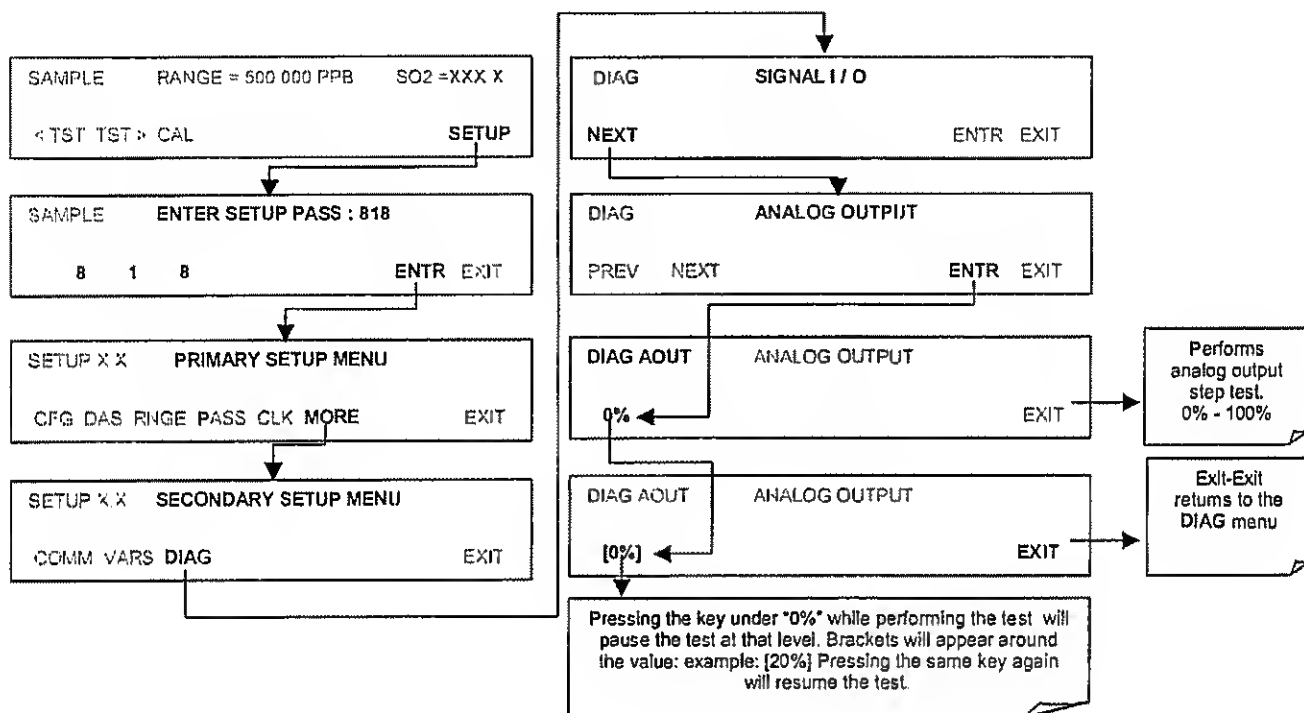 SAMPLE RANGE = 500 000 PPB SO2 =XXX X
< TST TST > CAL SETUP
SAMPLE ENTER SETUP PASS : 818
8 1 8 ENTR EXIT
SETUP X X PRIMARY SETUP MENU
CFG DAS RNGE PASS CLK MORE EXIT
SETUP X.X SECONDARY SETUP MENU
COMM VARS DIAG EXIT
DIAG SIGNAL I / O
NEXT ENTR EXIT
DIAG ANALOG OUTPUT
PREV NEXT ENTR EXIT
DIAG AOUT ANALOG OUTPUT
0% EXIT
Performs
analog output
step test.
0% - 100%
DIAG AOUT ANALOG OUTPUT
[0%] EXIT
Exit-Exit
returns to the
DIAG menu
Pressing the key under "0%" while performing the test will
pause the test at that level. Brackets will appear around
the value: example: [20%] Pressing the same key again
will resume the test.